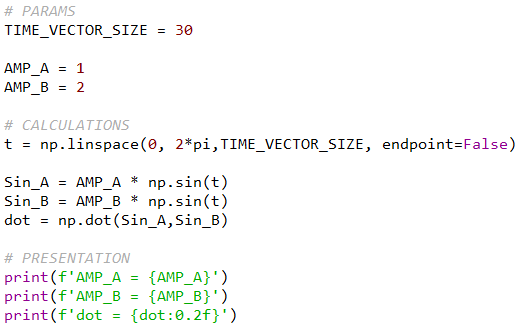 # PARAMS
TIME_VECTOR_SIZE = 30
AMP_A = 1
AMP_B = 2
# CALCULATIONS
t = np.linspace(0, 2*pi,TIME_VECTOR_SIZE, endpoint=False)
Sin_A = AMP_A * np.sin(t)
Sin_B = AMP_B * np.sin(t)
dot = np.dot(Sin_A,Sin_B)
# PRESENTATION
print(f'AMP_A = {AMP_A}')
print(f'AMP_B = {AMP_B}')
print(f'dot = {dot:0.2f}')